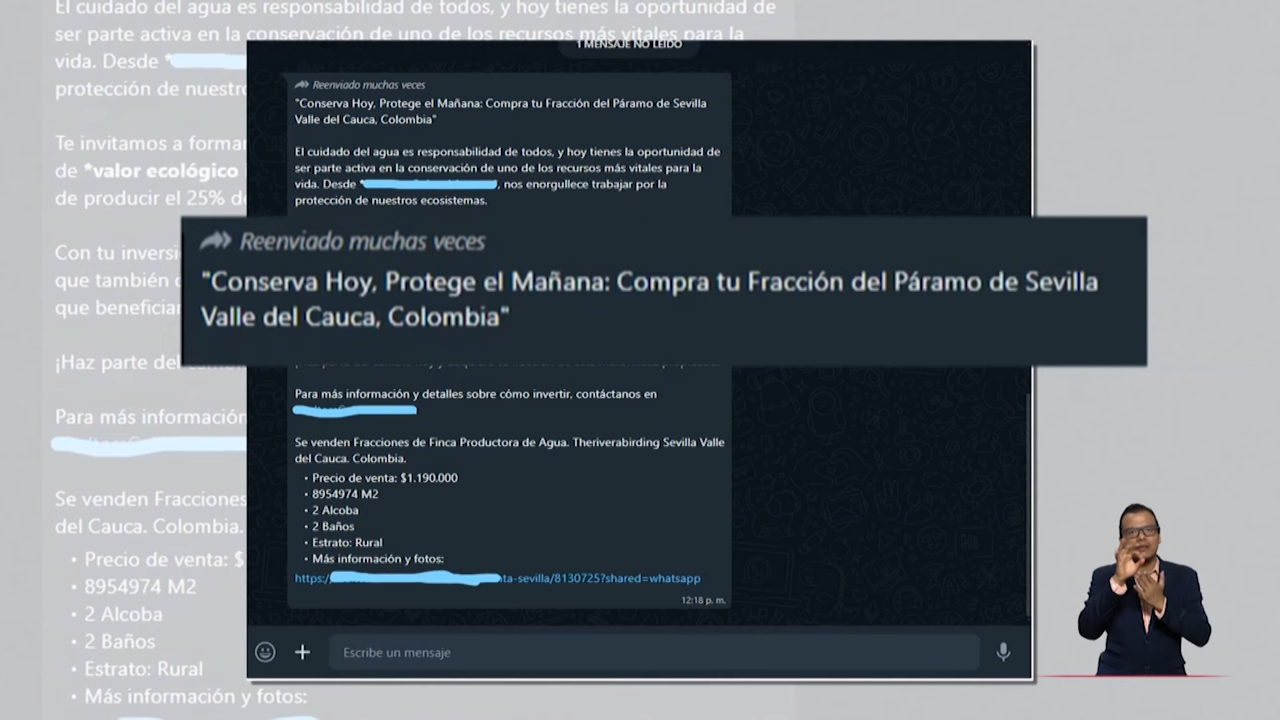 El cuidado del agua es responsabilidad de todos, y hoy tienes la oportunidad de
ser parte activa en la conservación de uno de los recursos más vitales para la
vida. Desde *
protección de nuestro
Te invitamos a formar
de *valor ecológico
de producir el 25% de
Con tu inversi
que también
que benefician
¡Haz parte del
Para más información
Se venden Fracciones
del Cauca. Colombia.
• Precio de venta: $
• 8954974 M2
• 2 Alcoba
• 2 Baños
• Estrato: Rural
• Más información y fotos:
1 MENSAJE NO LEÍDO
Reenviado muchas veces
"Conserva Hoy, Protege el Mañana: Compra tu Fracción del Páramo de Sevilla
Valle del Cauca, Colombia"
El cuidado del agua es responsabilidad de todos, y hoy tienes la oportunidad de
ser parte activa en la conservación de uno de los recursos más vitales para la
vida. Desde * , nos enorgullece trabajar por la
protección de nuestros ecosistemas.
Reenviado muchas veces
"Conserva Hoy, Protege el Mañana: Compra tu Fracción del Páramo de Sevilla
Valle del Cauca, Colombia"
Para más información y detalles sobre cómo invertir, contáctanos en
Se venden Fracciones de Finca Productora de Agua. Theriverabirding Sevilla Valle
del Cauca. Colombia.
• Precio de venta: $1.190.000
• 8954974 M2
• 2 Alcoba
• 2 Baños
• Estrato: Rural
• Más información y fotos:
https:/ ta-sevilla/8130725?shared=whatsapp
12:18 p. m.
Escribe un mensaje